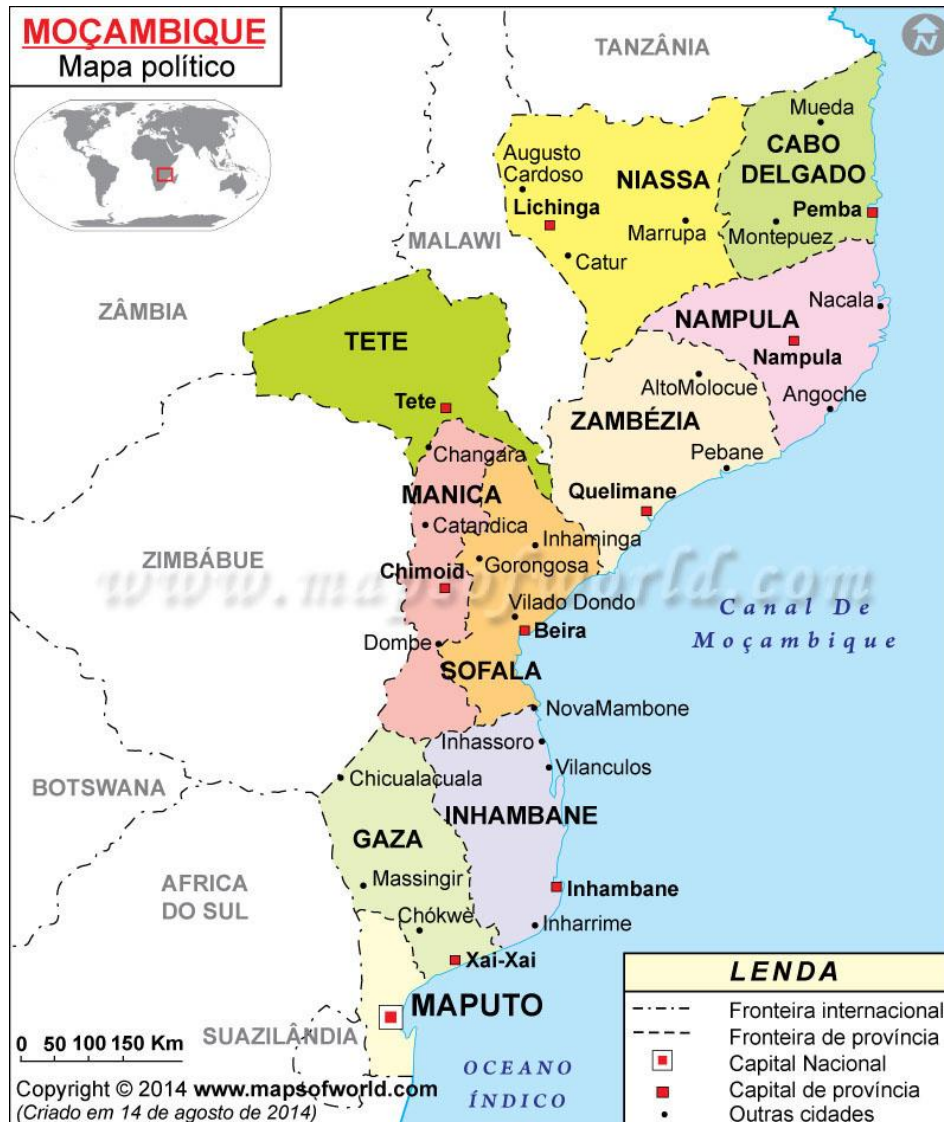 MOÇAMBIQUE
Mapa político
N
TANZÂNIA
Mueda
CABO
DELGADO
Augusto
Cardoso
NIASSA
Lichinga
Pemba
Marrupa
Montepuez
MALAWI
Catur
ZÂMBIA
Nacala
NAMPULA
TETE
Nampula
AltoMolocue
Angoche
Tete
ZAMBÉZIA
Changara
Pebane
MANICA
Quelimane
Catandica
Inhaminga
ZIMBÁBUE
Gorongosa
Chimoid
www.mapsofworld.com
Vilado Dondo
Canal De
Moçambique
Beira
Dombe
SOFALA
NovaMambone
Inhassoro
Vilanculos
BOTSWANA
Chicualacuala
INHAMBANE
GAZA
Massingir
Inhambane
AFRICA
DO SUL
Chókwè
Inharrime
Xai-Xai
MAPUTO
SUAZILÂNDIA
OCEANO
ÍNDICO
0 50 100 150 Km
Copyright © 2014 www.mapsofworld.com
(Criado em 14 de agosto de 2014)
LENDA
Fronteira internacional
Fronteira de província
Capital Nacional
Capital de província
Outras cidades